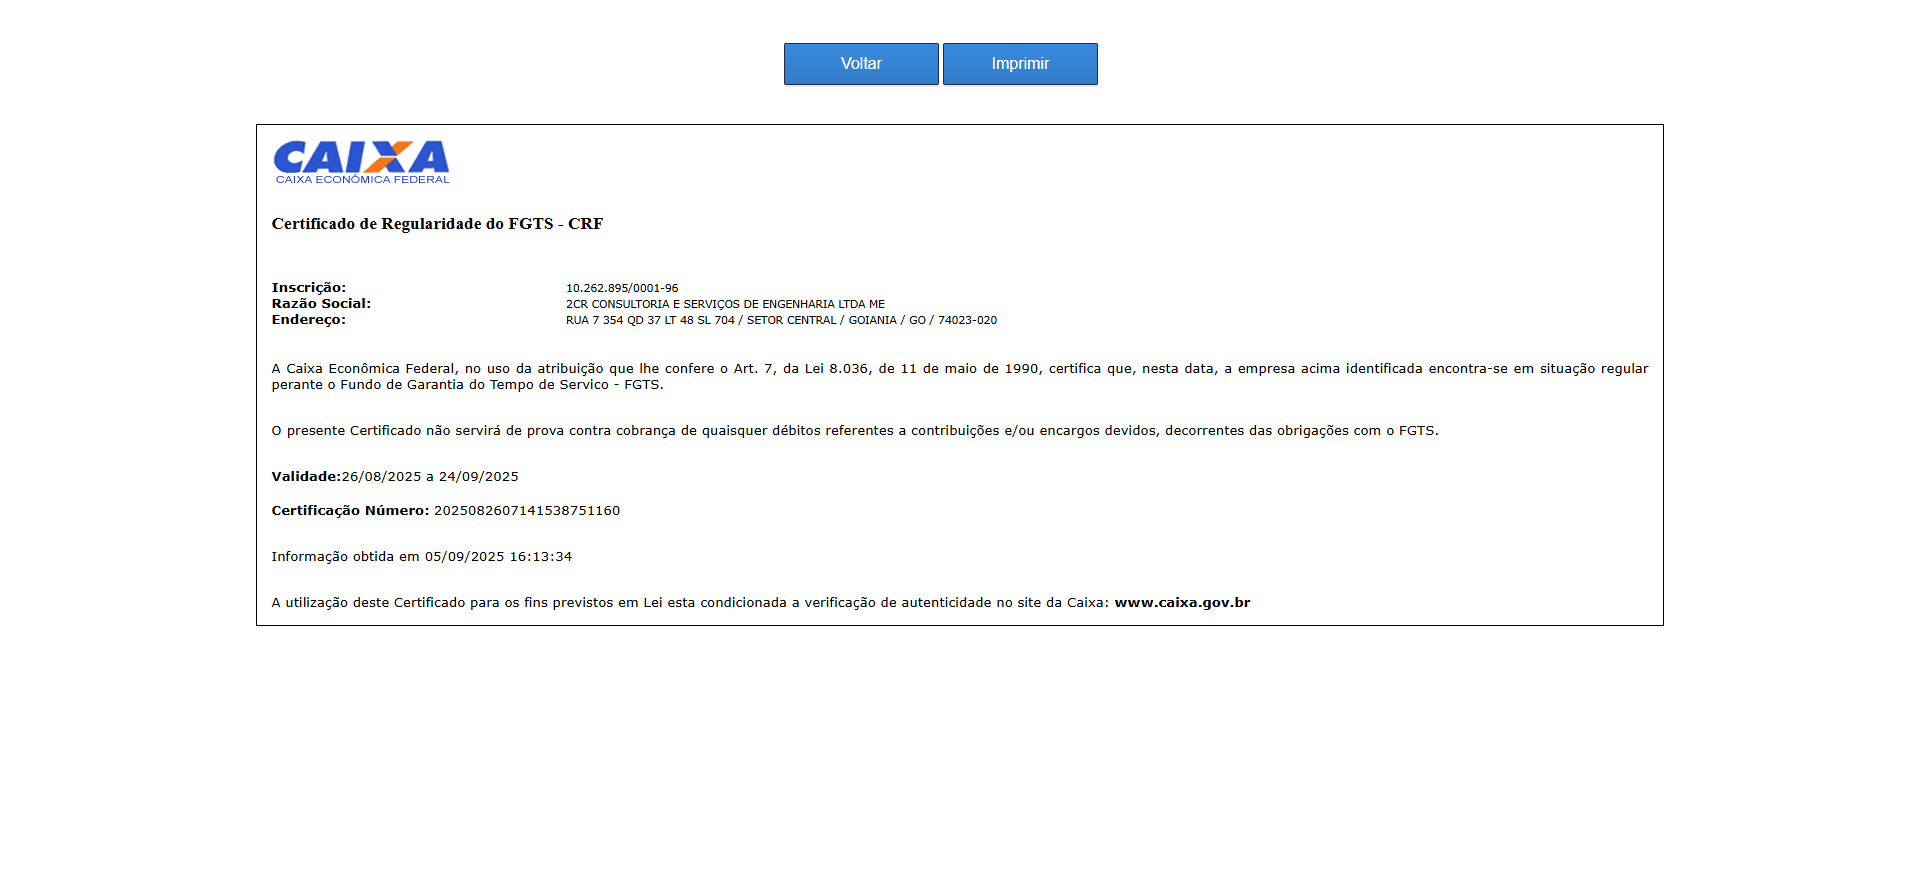 Voltar
Imprimir
CAIXA
CAIXA ECONÔMICA FEDERAL
Certificado de Regularidade do FGTS - CRF
Inscrição: 10.262.895/0001-96
Razão Social: 2CR CONSULTORIA E SERVIÇOS DE ENGENHARIA LTDA ME
Endereço: RUA 7 354 QD 37 LT 48 SL 704 / SETOR CENTRAL / GOIANIA / GO / 74023-020
A Caixa Econômica Federal, no uso da atribuição que lhe confere o Art. 7, da Lei 8.036, de 11 de maio de 1990, certifica que, nesta data, a empresa acima identificada encontra-se em situação regular
perante o Fundo de Garantia do Tempo de Servico - FGTS.
O presente Certificado não servirá de prova contra cobrança de quaisquer débitos referentes a contribuições e/ou encargos devidos, decorrentes das obrigações com o FGTS.
Validade:26/08/2025 a 24/09/2025
Certificação Número: 2025082607141538751160
Informação obtida em 05/09/2025 16:13:34
A utilização deste Certificado para os fins previstos em Lei esta condicionada a verificação de autenticidade no site da Caixa: www.caixa.gov.br